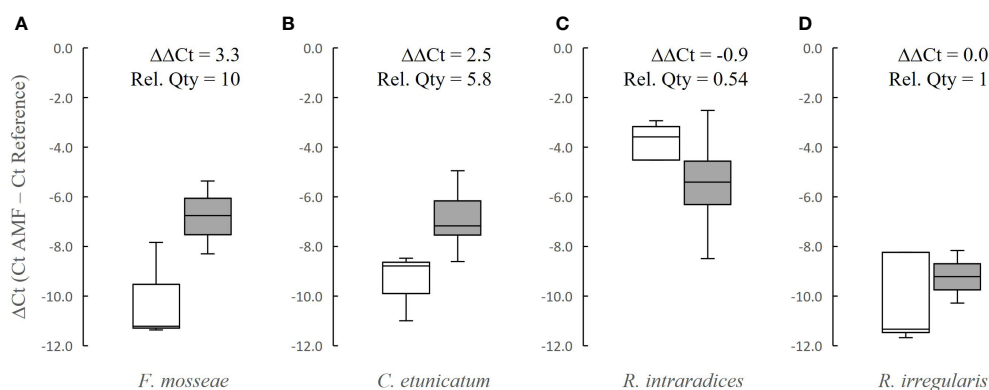 A
B
C
D
ΔCt (Ct AMF – Ct Reference)
ΔΔCt = 3.3
Rel. Qty = 10
0.0
-2.0
-4.0
-6.0
-8.0
-10.0
-12.0
F. mosseae
ΔΔCt = 2.5
Rel. Qty = 5.8
0.0
-2.0
-4.0
-6.0
-8.0
-10.0
-12.0
C. etunicatum
ΔΔCt = -0.9
Rel. Qty = 0.54
0.0
-2.0
-4.0
-6.0
-8.0
-10.0
-12.0
R. intraradices
ΔΔCt = 0.0
Rel. Qty = 1
0.0
-2.0
-4.0
-6.0
-8.0
-10.0
-12.0
R. irregularis